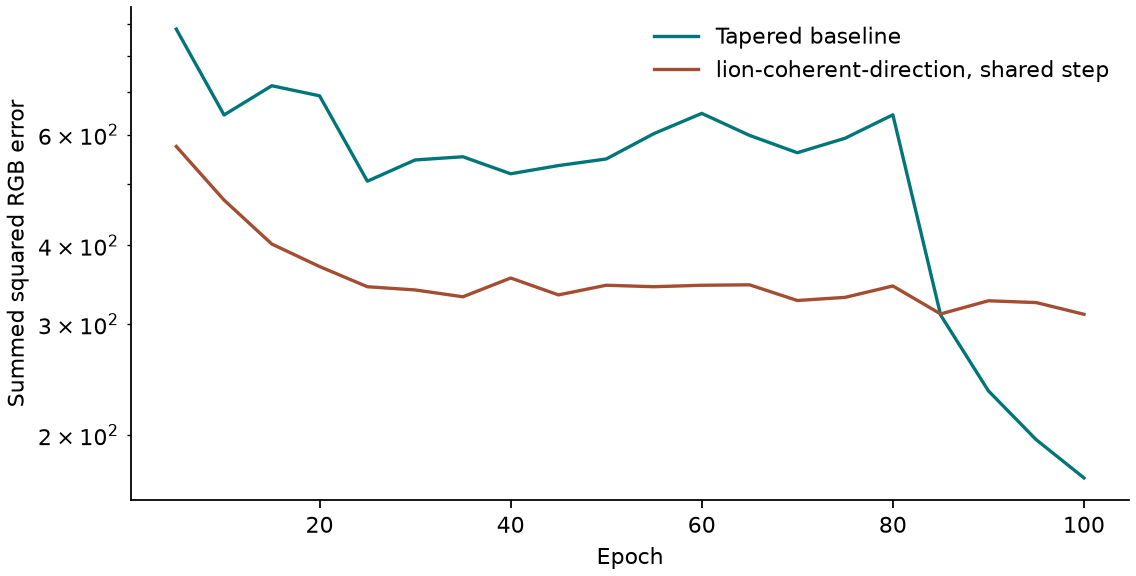 Tapered baseline
lion-coherent-direction, shared step
Summed squared RGB error
6 × 10²
4 × 10²
3 × 10²
2 × 10²
20 40 60 80 100
Epoch